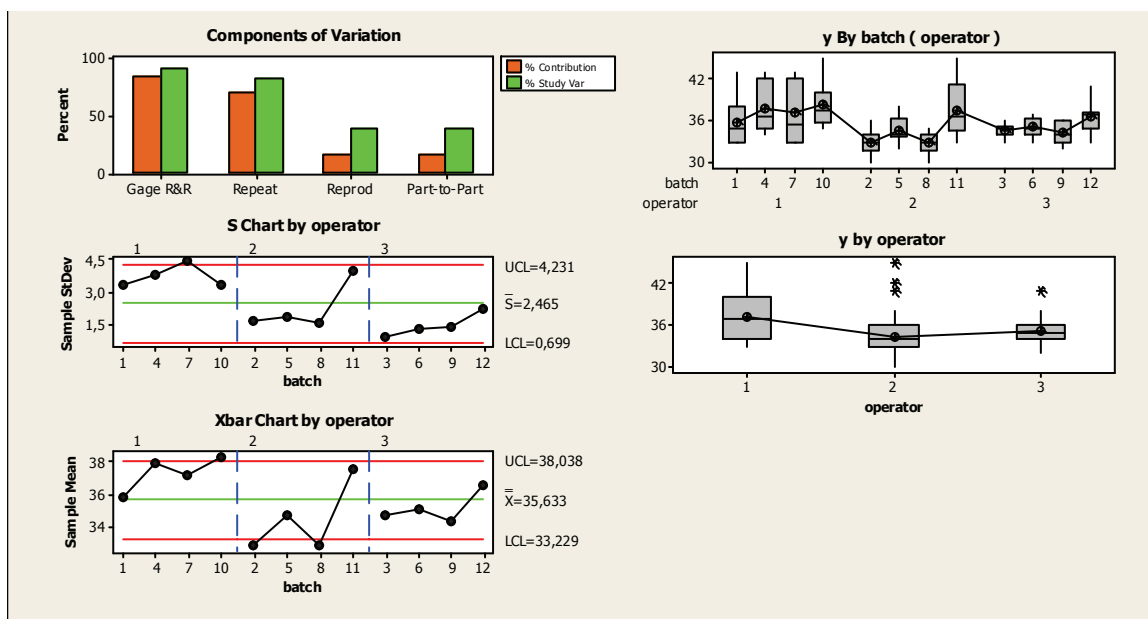 Components of Variation
Percent
100
50
0
Gage R&R Repeat Reprod Part-to-Part
% Contribution
% Study Var
S Chart by operator
1 2 3
Sample StDev
4,5
3,0
1,5
UCL=4,231
S=2,465
LCL=0,699
1 4 7 10 2 5 8 11 3 6 9 12
batch
Xbar Chart by operator
1 2 3
Sample Mean
38
36
34
UCL=38,038
X=35,633
LCL=33,229
1 4 7 10 2 5 8 11 3 6 9 12
batch
y By batch ( operator )
42
36
30
batch 1 4 7 10 2 5 8 11 3 6 9 12
operator 1 2 3
y by operator
42
36
30
1 2 3
operator